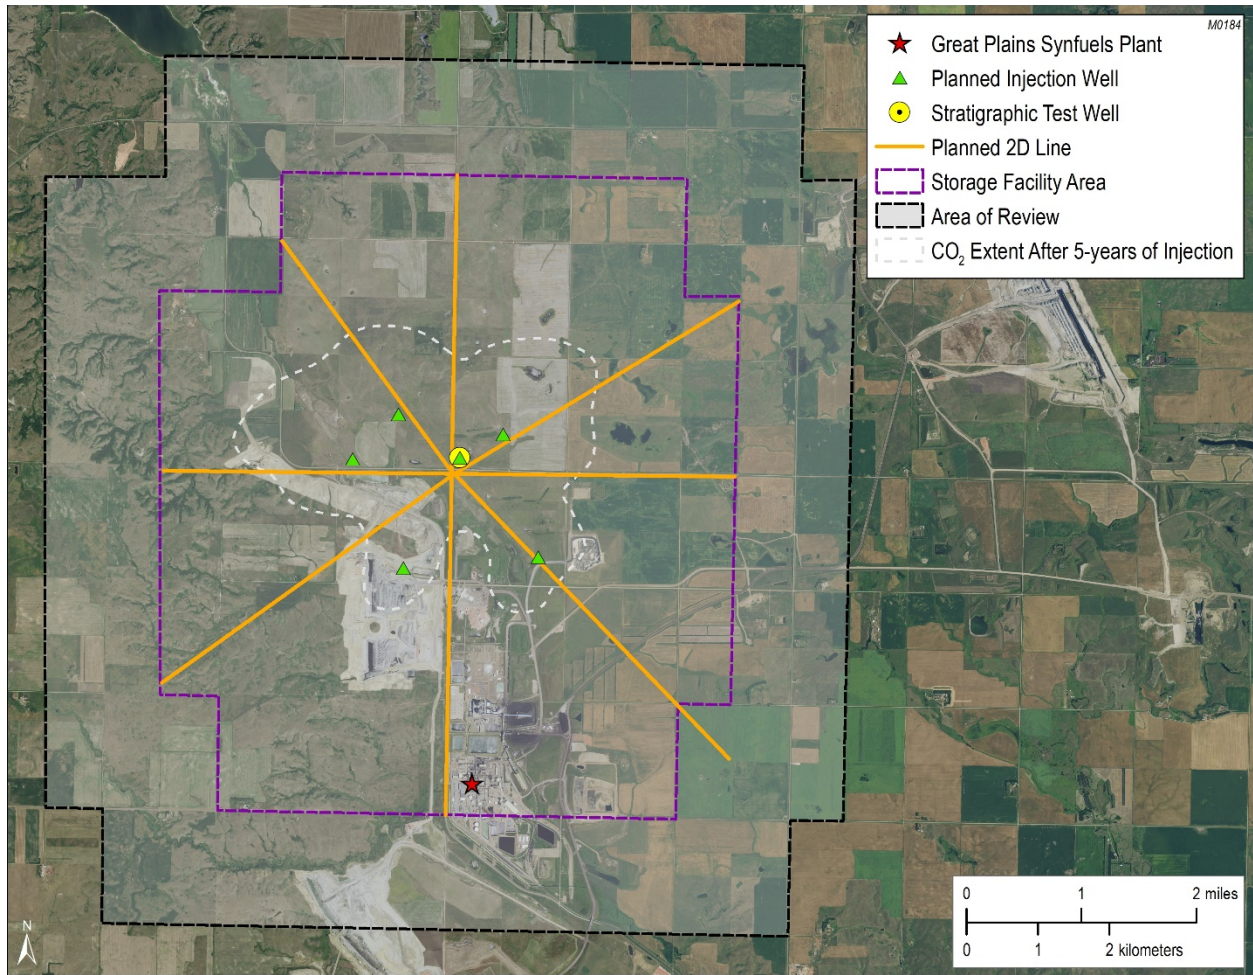 M0184
Great Plains Synfuels Plant
Planned Injection Well
Stratigraphic Test Well
Planned 2D Line
Storage Facility Area
Area of Review
CO₂ Extent After 5-years of Injection
N
0 1 2 miles
0 1 2 kilometers